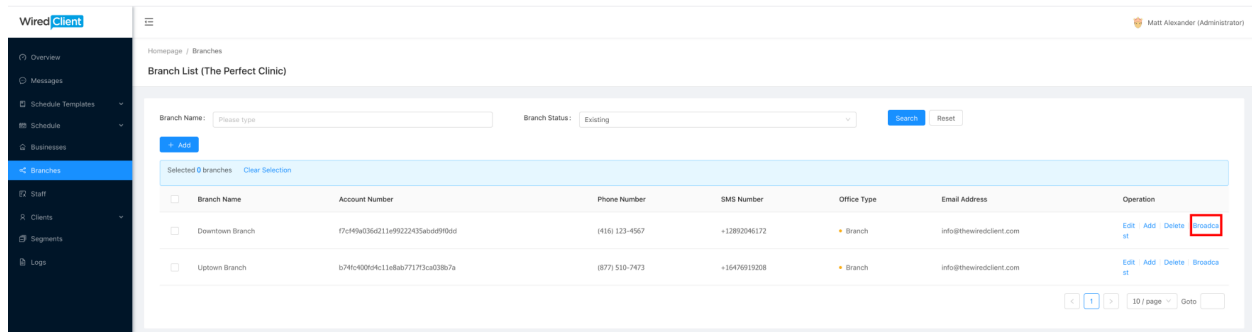 Wired Client
Matt Alexander (Administrator)
Overview
Messages
Schedule Templates
Schedule
Businesses
Branches
Staff
Clients
Segments
Logs
Homepage / Branches
Branch List (The Perfect Clinic)
Branch Name: Please type Branch Status: Existing Search Reset
+ Add
Selected 0 branches Clear Selection
Branch Name Account Number Phone Number SMS Number Office Type Email Address Operation
Downtown Branch f7cf49a036d211e99222435abdd9f0dd (416) 123-4567 +12892046172 Branch info@thewiredclient.com Edit Add Delete Broadca
st
Uptown Branch b74fc400fd4c11e8ab7717f3ca038b7a (877) 510-7473 +16476919208 Branch info@thewiredclient.com Edit Add Delete Broadca
st
< 1 > 10 / page Goto